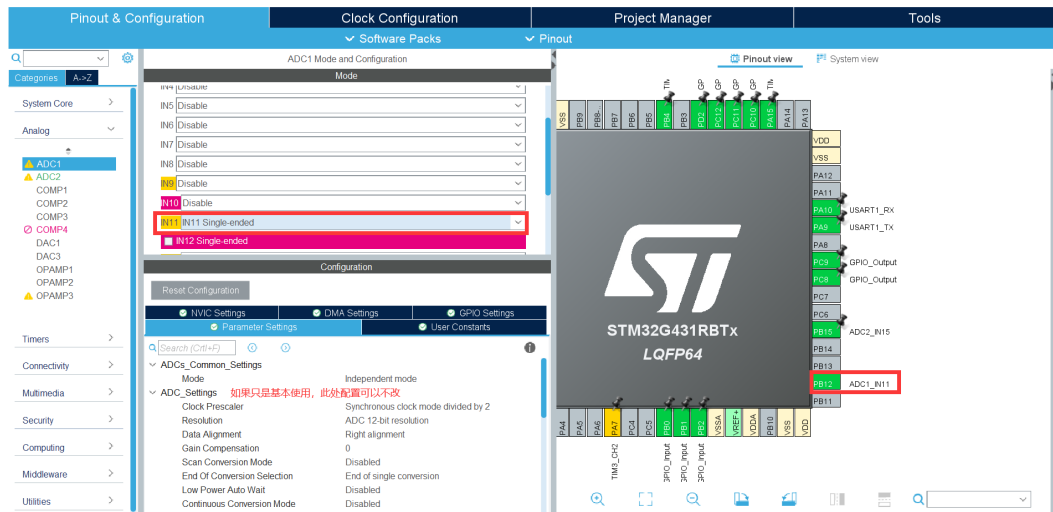 Pinout & Configuration
Clock Configuration
Project Manager
Tools
Software Packs
Pinout
Categories
A->Z
System Core
Analog
ADC1
ADC2
COMP1
COMP2
COMP3
COMP4
DAC1
DAC3
OPAMP1
OPAMP2
OPAMP3
Timers
Connectivity
Multimedia
Security
Computing
Middleware
Utilities
ADC1 Mode and Configuration
Mode
IN4 Disable
IN5 Disable
IN6 Disable
IN7 Disable
IN8 Disable
IN9 Disable
IN10 Disable
IN11 IN11 Single-ended
IN12 Single-ended
Configuration
Reset Configuration
NVIC Settings
DMA Settings
GPIO Settings
Parameter Settings
User Constants
Search (Crtl+F)
ADCs_Common_Settings
Mode Independent mode
ADC_Settings 如果只是基本使用，此处配置可以不改
Clock Prescaler Synchronous clock mode divided by 2
Resolution ADC 12-bit resolution
Data Alignment Right alignment
Gain Compensation 0
Scan Conversion Mode Disabled
End Of Conversion Selection End of single conversion
Low Power Auto Wait Disabled
Continuous Conversion Mode Disabled
Pinout view
System view
VSS
PB9
PB8-
PB7
PB6
PB5
PB4
PB3
PD2
PC12
PC11
PC10
PA15
PA14
PA13
GP
GP
GP
VDD
VSS
PA12
PA11
PA10 USART1_RX
PA9 USART1_TX
PA8
PC9 GPIO_Output
PC8 GPIO_Output
PC7
PC6
PB15 ADC2_IN15
PB14
PB13
PB12 ADC1_IN11
PB11
STM32G431RBTx
LQFP64
PA4
PA5
PA6
PA7
PC4
PC5
PB0
PB1
PB2
VSSA
VREF+
VDDA
PB10
VSS
VDD
TIM3_CH2
GPIO_Input
GPIO_Input
GPIO_Input